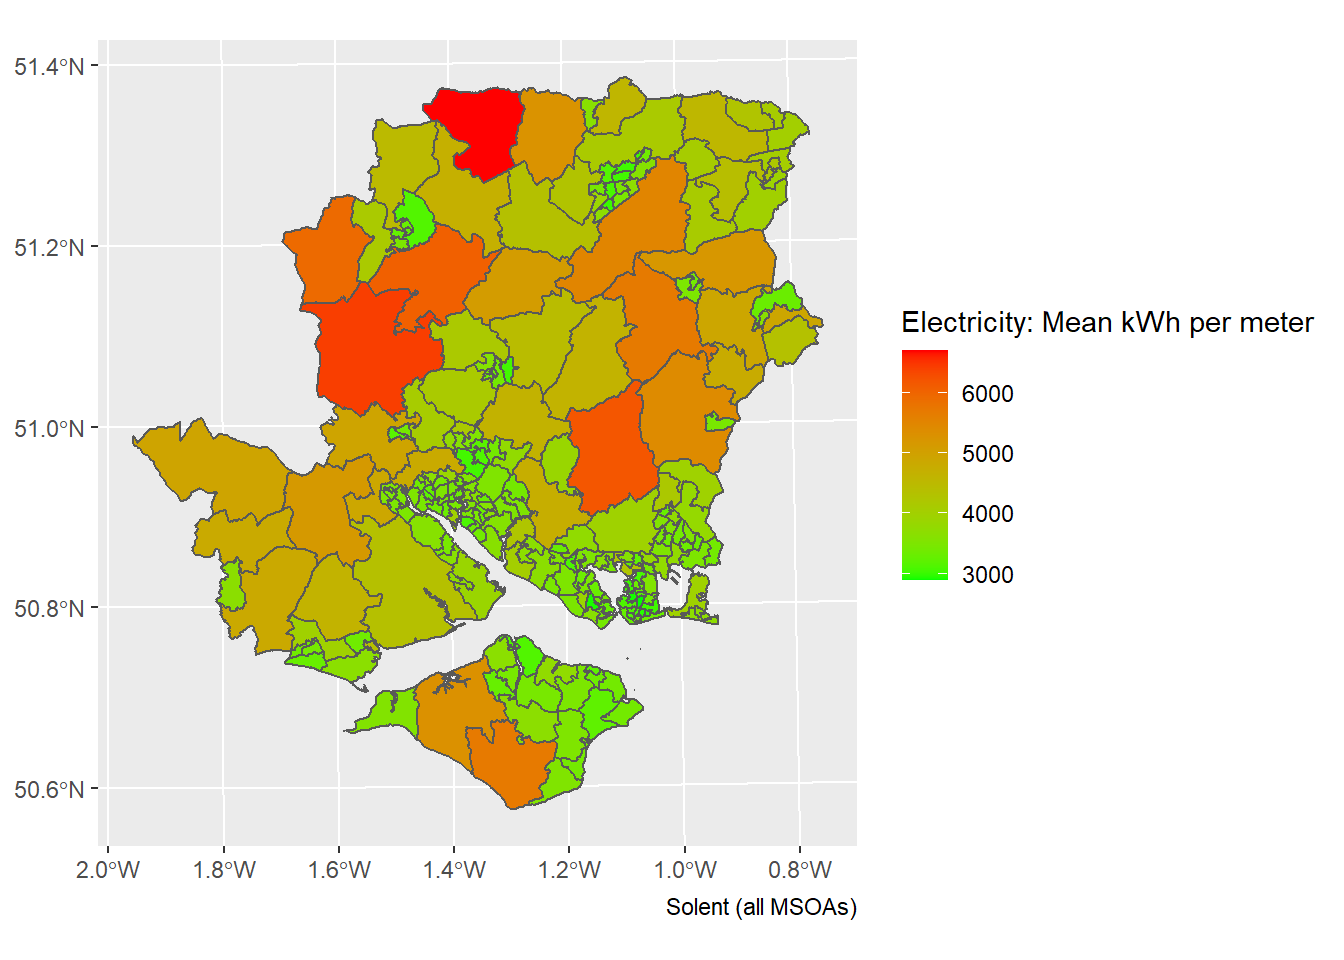 51.4°N
51.2°N
51.0°N
50.8°N
50.6°N
2.0°W 1.8°W 1.6°W 1.4°W 1.2°W 1.0°W 0.8°W
Solent (all MSOAs)
Electricity: Mean kWh per meter
6000
5000
4000
3000